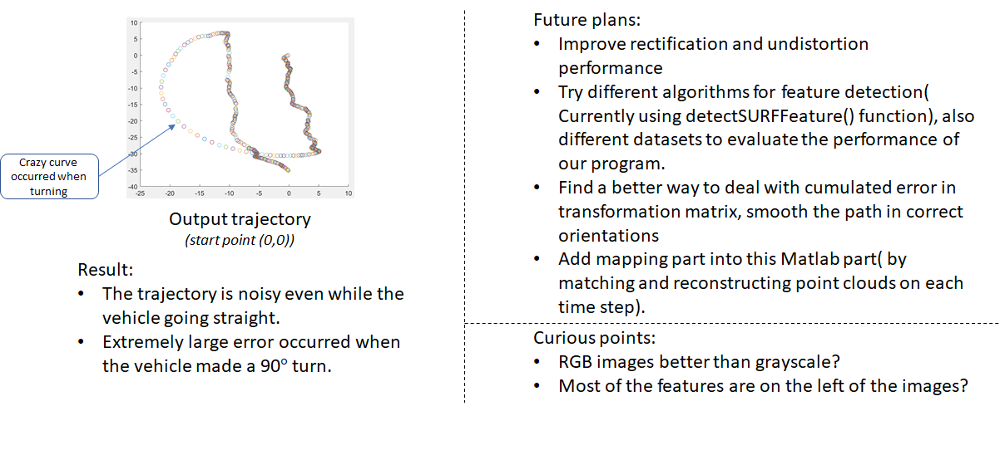 10
5
0
-5
-10
-15
-20
-25
-30
-35
-40
-25
-20
-15
-10
-5
0
5
10
Crazy curve
occurred when
turning
Output trajectory
(start point (0,0))
Result:
• The trajectory is noisy even while the
vehicle going straight.
• Extremely large error occurred when
the vehicle made a 90° turn.
Future plans:
• Improve rectification and undistortion
performance
• Try different algorithms for feature detection(
Currently using detectSURFFeature() function), also
different datasets to evaluate the performance of
our program.
• Find a better way to deal with cumulated error in
transformation matrix, smooth the path in correct
orientations
• Add mapping part into this Matlab part( by
matching and reconstructing point clouds on each
time step).
Curious points:
• RGB images better than grayscale?
• Most of the features are on the left of the images?